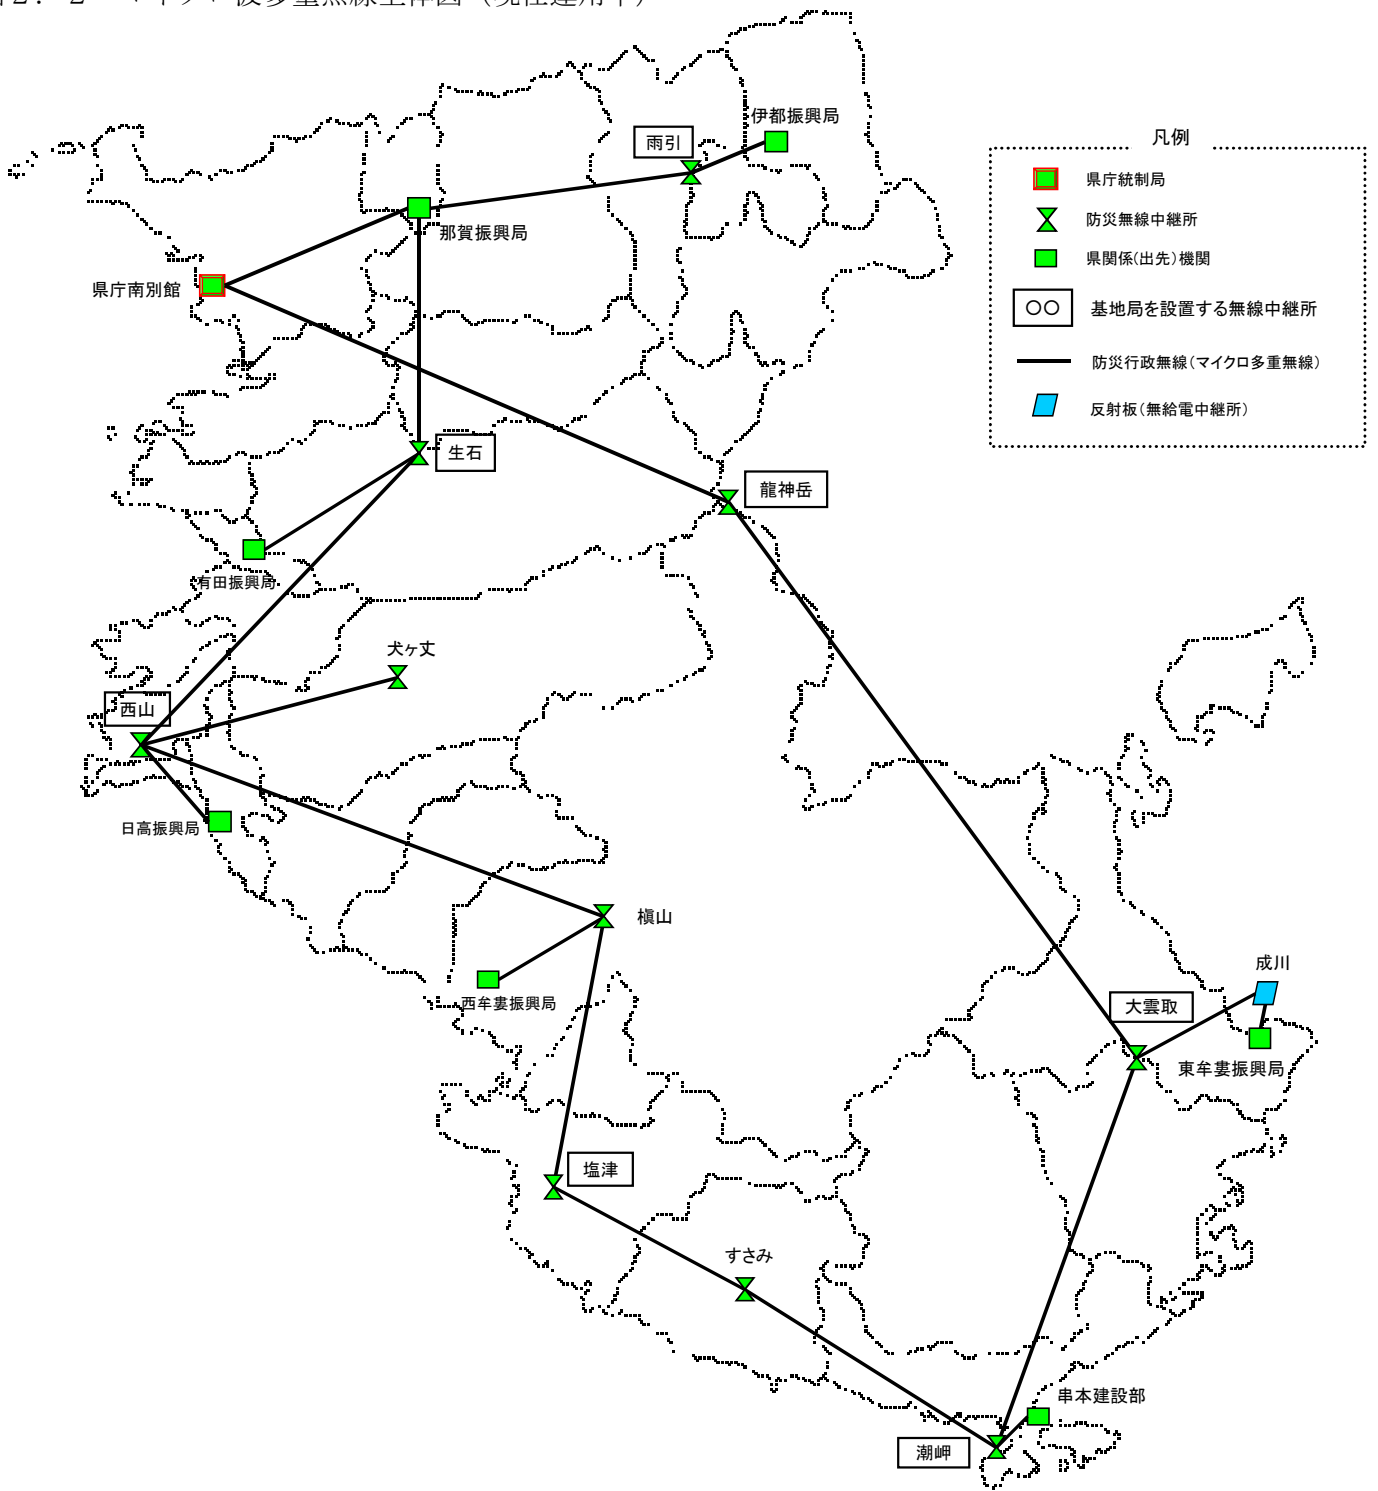 伊都振興局
雨引
凡例
県庁統制局
防災無線中継所
那賀振興局
県関係(出先)機関
県庁南別館
○○
基地局を設置する無線中継所
防災行政無線(マイクロ多重無線)
反射板(無給電中継所)
生石
龍神岳
有田振興局
犬ヶ丈
西山
日高振興局
槇山
成川
西牟婁振興局
大雲取
東牟婁振興局
塩津
すさみ
串本建設部
潮岬